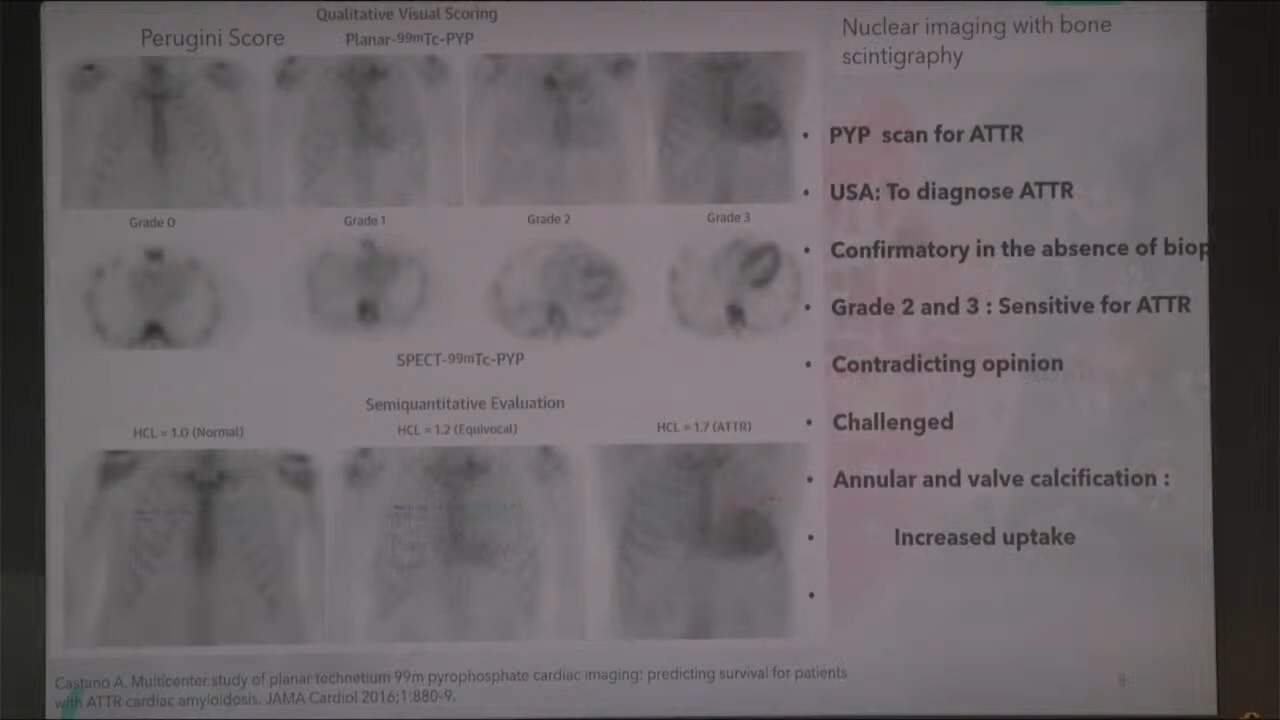 Qualitative Visual Scoring
Perugini Score
Planar-99mTc-PYP
Grade 0
Grade 1
Grade 2
Grade 3
SPECT-99mTc-PYP
Semiquantitative Evaluation
HCL = 1.0 (Normal)
HCL = 1.2 (Equivocal)
HCL = 1.7 (ATTR)
Castano A. Multicenter study of planar technetium 99m pyrophosphate cardiac imaging: predicting survival for patients
with ATTR cardiac amyloidosis. JAMA Cardiol 2016;1:880-9.
Nuclear imaging with bone
scintigraphy
• PYP scan for ATTR
• USA: To diagnose ATTR
• Confirmatory in the absence of biop
• Grade 2 and 3 : Sensitive for ATTR
• Contradicting opinion
• Challenged
• Annular and valve calcification :
• Increased uptake
•
8